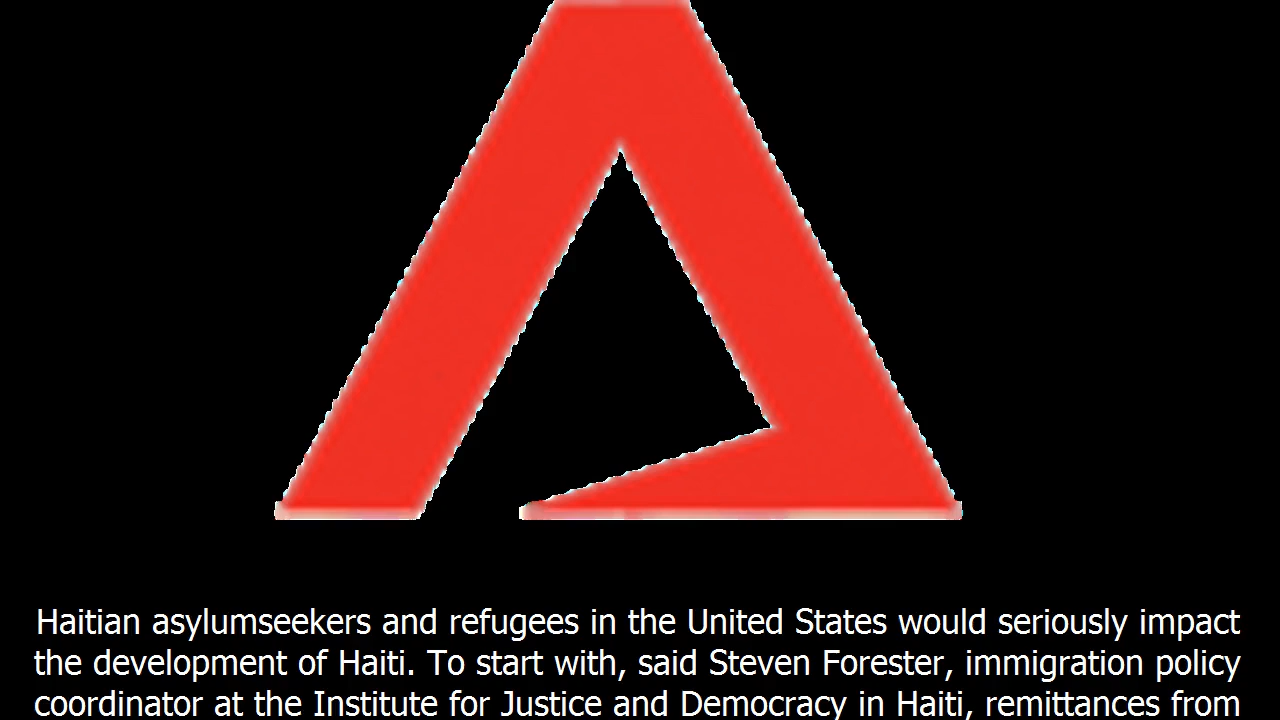 Haitian asylumseekers and refugees in the United States would seriously impact
the development of Haiti. To start with, said Steven Forester, immigration policy
coordinator at the Institute for Justice and Democracy in Haiti, remittances from